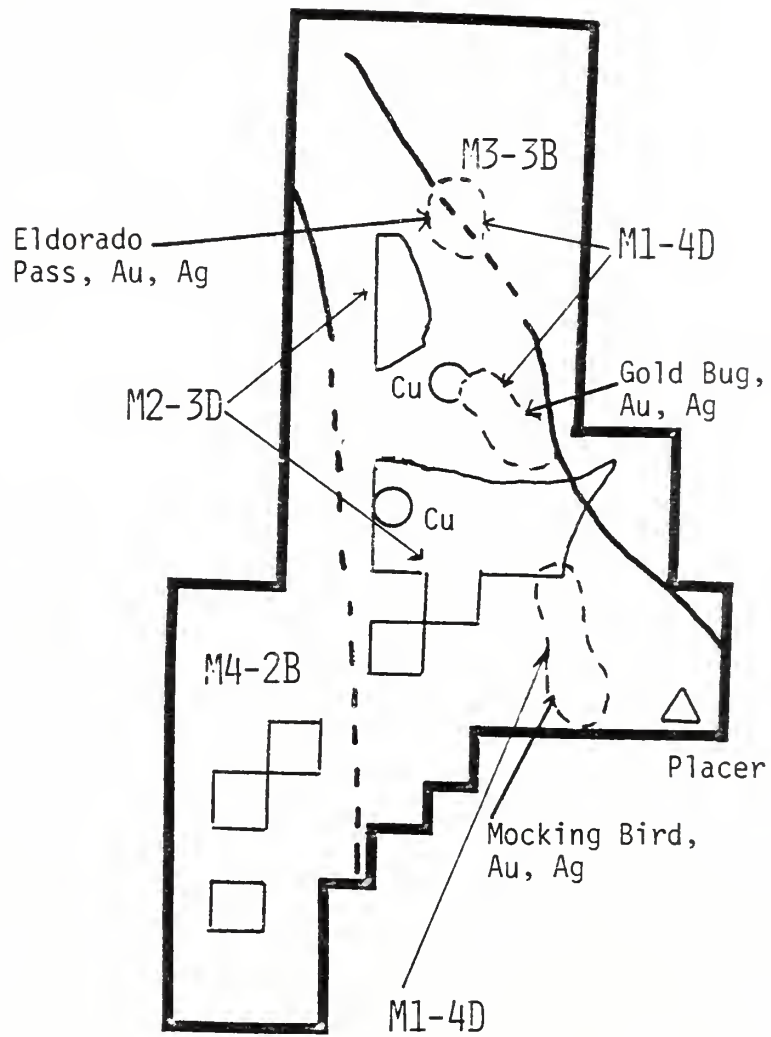 M3-3B
Eldorado
Pass, Au, Ag
M1-4D
Cu
Gold Bug,
Au, Ag
M2-3D
Cu
M4-2B
Placer
Mocking Bird,
Au, Ag
M1-4D